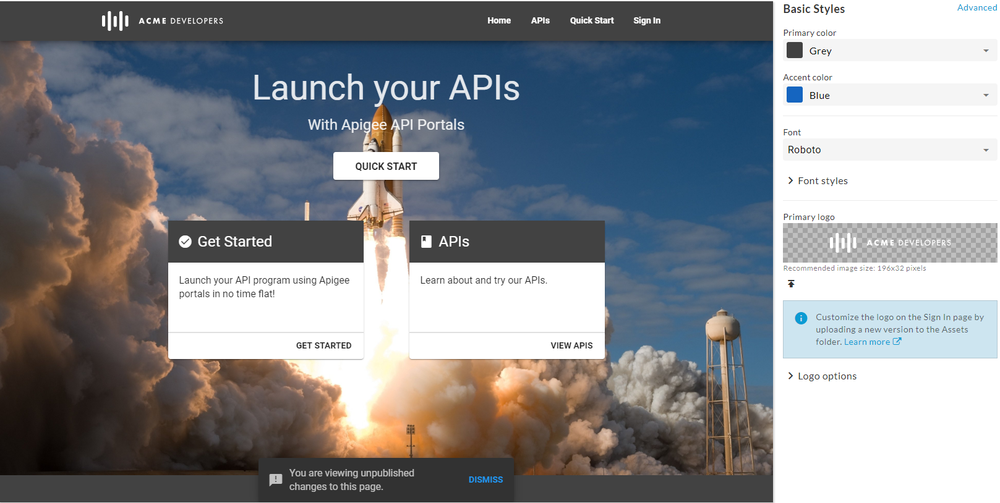 ACME DEVELOPERS
Home APIs Quick Start Sign In
Launch your APIs
With Apigee API Portals
QUICK START
Get Started
Launch your API program using Apigee
portals in no time flat!
GET STARTED
APIs
Learn about and try our APIs.
VIEW APIS
You are viewing unpublished
changes to this page.
DISMISS
Basic Styles Advanced
Primary color
Grey
Accent color
Blue
Font
Roboto
Font styles
Primary logo
ACME DEVELOPERS
Recommended image size: 196x32 pixels
Customize the logo on the Sign In page by
uploading a new version to the Assets
folder. Learn more
Logo options